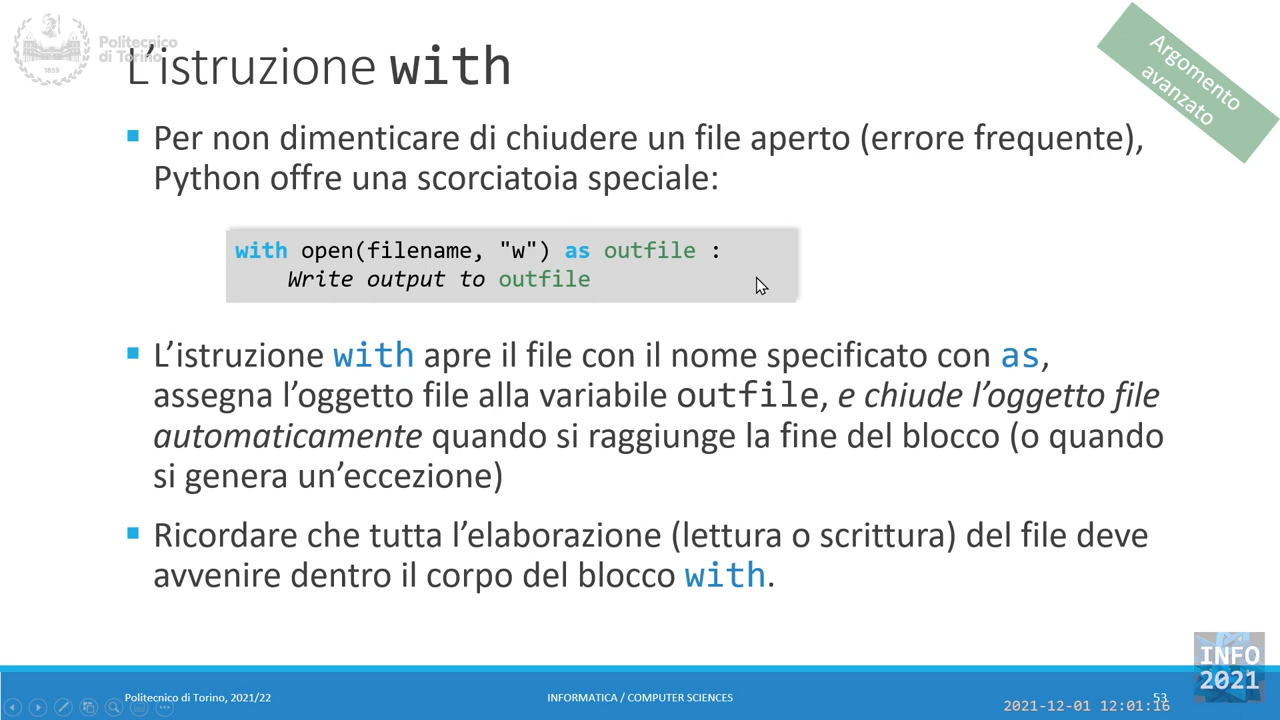 Politecnico
di Torino
1859
L'istruzione with
Argomento
avanzato
▪ Per non dimenticare di chiudere un file aperto (errore frequente),
Python offre una scorciatoia speciale:
with open(filename, "w") as outfile :
    Write output to outfile
▪ L'istruzione with apre il file con il nome specificato con as,
assegna l'oggetto file alla variabile outfile, e chiude l'oggetto file
automaticamente quando si raggiunge la fine del blocco (o quando
si genera un'eccezione)
▪ Ricordare che tutta l'elaborazione (lettura o scrittura) del file deve
avvenire dentro il corpo del blocco with.
Politecnico di Torino, 2021/22
INFORMATICA / COMPUTER SCIENCES
53
INFO
2021
2021-12-01 12:01:16